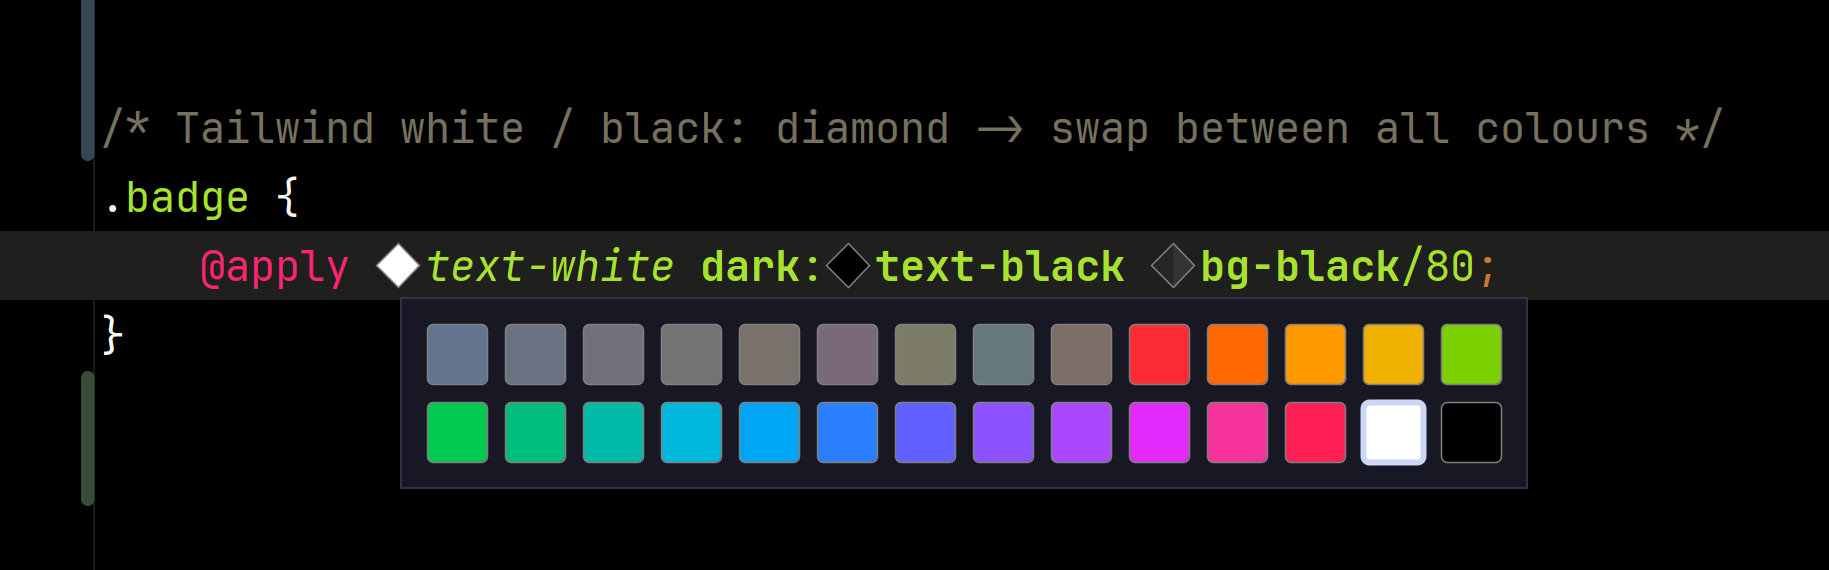 /* Tailwind white / black: diamond -> swap between all colours */
.badge {
@apply text-white dark:text-black bg-black/80;
}